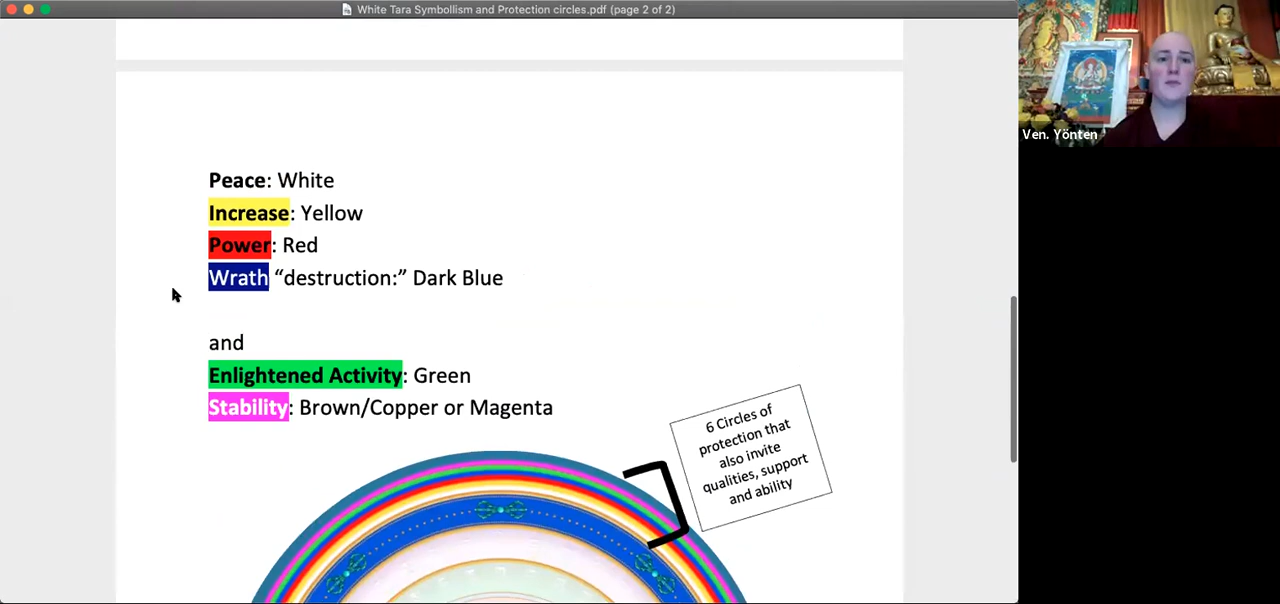 White Tara Symbollism and Protection circles.pdf (page 2 of 2)
Ven. Yönten
Peace: White
Increase: Yellow
Power: Red
Wrath “destruction:” Dark Blue
and
Enlightened Activity: Green
Stability: Brown/Copper or Magenta
6 Circles of
protection that
also invite
qualities, support
and ability